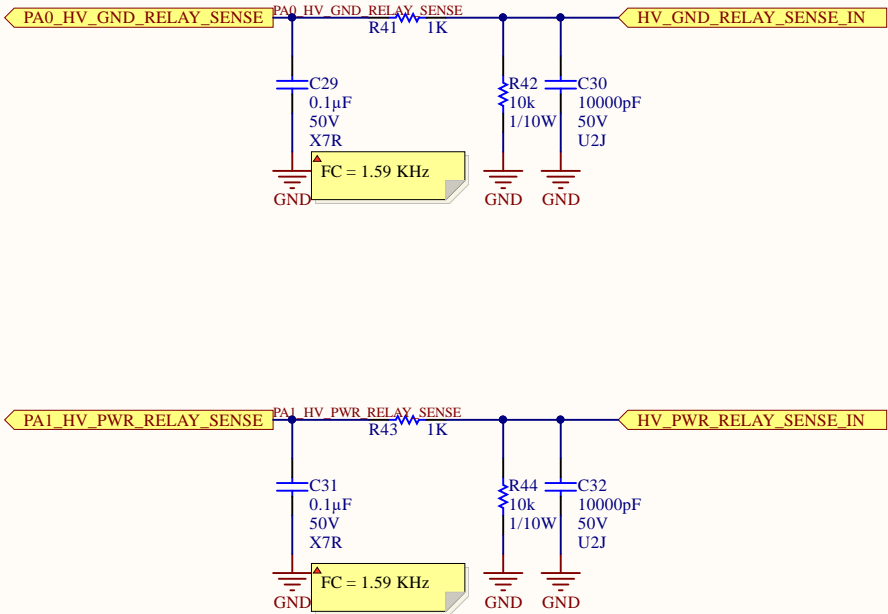 PA0_HV_GND_RELAY_SENSE
PA0_HV_GND_RELAY_SENSE
HV_GND_RELAY_SENSE_IN
R41 1K
C29
0.1µF
50V
X7R
R42
10k
1/10W
C30
10000pF
50V
U2J
FC = 1.59 KHz
GND
GND
GND
PA1_HV_PWR_RELAY_SENSE
PA1_HV_PWR_RELAY_SENSE
HV_PWR_RELAY_SENSE_IN
R43 1K
C31
0.1µF
50V
X7R
R44
10k
1/10W
C32
10000pF
50V
U2J
FC = 1.59 KHz
GND
GND
GND